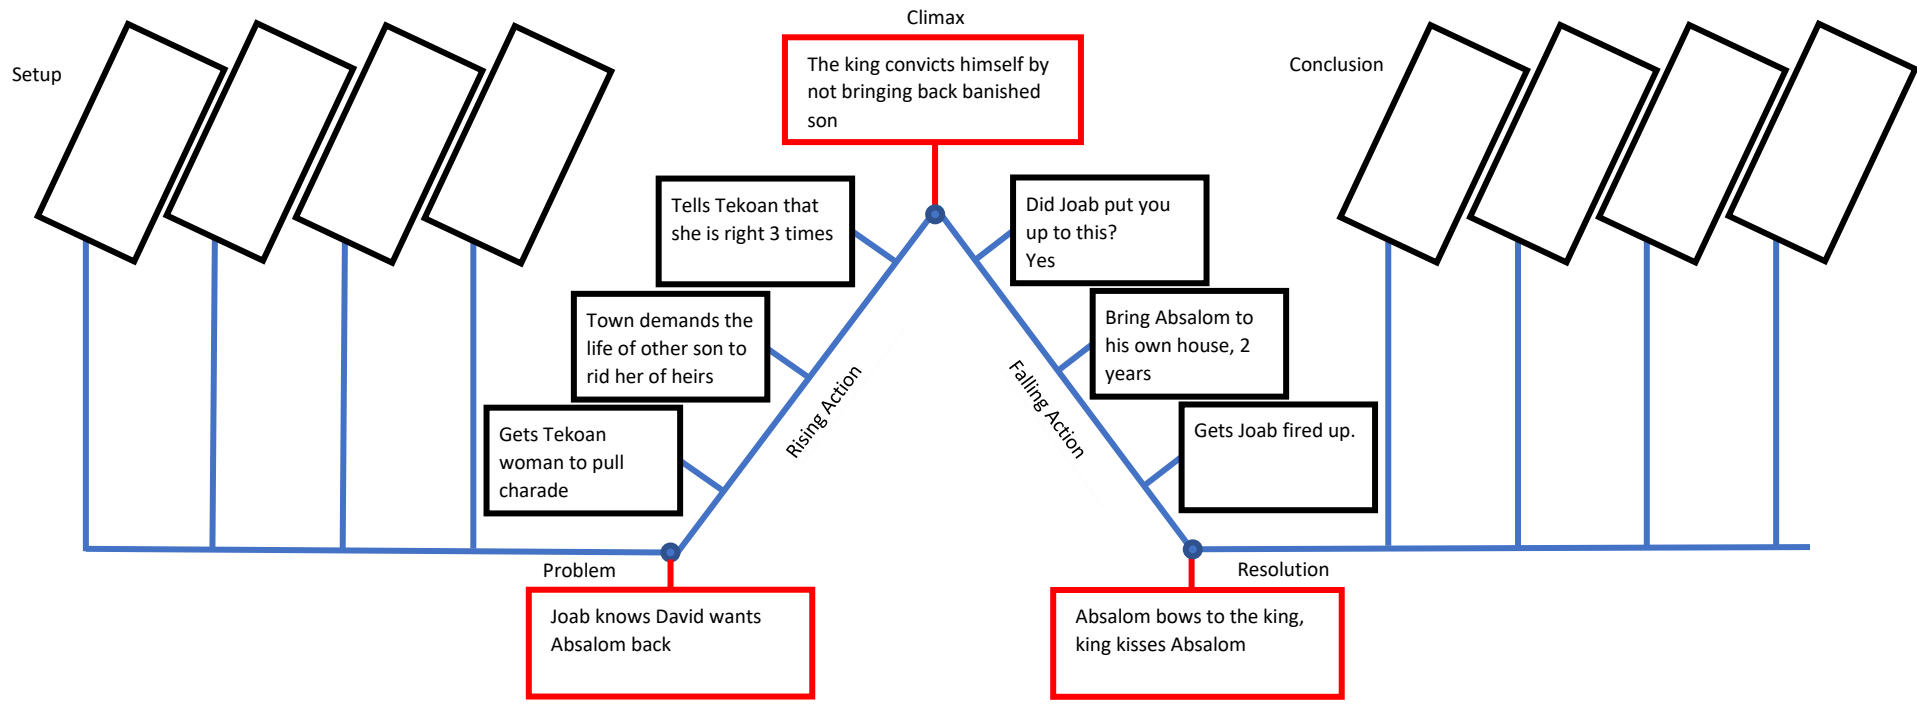 Climax
Setup
The king convicts himself by
not bringing back banished
son
Conclusion
Tells Tekoan that
she is right 3 times
Did Joab put you
up to this?
Yes
Town demands the
life of other son to
rid her of heirs
Bring Absalom to
his own house, 2
years
Rising Action
Falling Action
Gets Tekoan
woman to pull
charade
Gets Joab fired up.
Problem
Resolution
Joab knows David wants
Absalom back
Absalom bows to the king,
king kisses Absalom